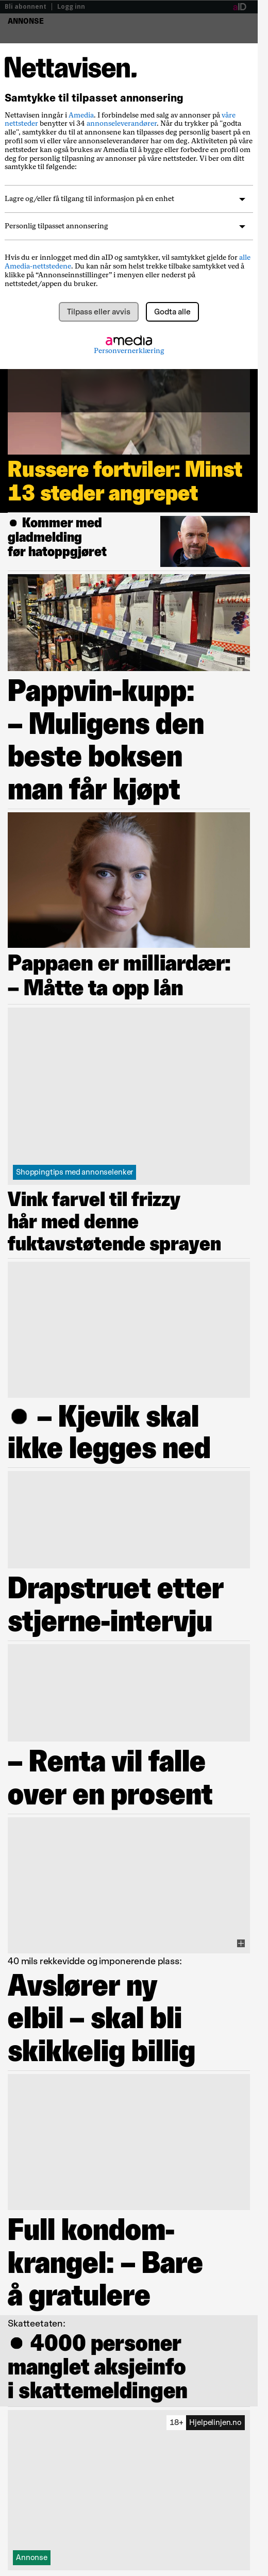 Bli abonnent | Logg inn
aID
ANNONSE
Nettavisen.
Samtykke til tilpasset annonsering
Nettavisen inngår i Amedia. I forbindelse med salg av annonser på våre
nettsteder benytter vi 34 annonseleverandører. Når du trykker på "godta
alle", samtykker du til at annonsene kan tilpasses deg personlig basert på en
profil som vi eller våre annonseleverandører har om deg. Aktiviteten på våre
nettsteder kan også brukes av Amedia til å bygge eller forbedre en profil om
deg for personlig tilpasning av annonser på våre nettsteder. Vi ber om ditt
samtykke til følgende:
Lagre og/eller få tilgang til informasjon på en enhet
Personlig tilpasset annonsering
Hvis du er innlogget med din aID og samtykker, vil samtykket gjelde for alle
Amedia-nettstedene. Du kan når som helst trekke tilbake samtykket ved å
klikke på “Annonseinnstillinger” i menyen eller nederst på
nettstedet/appen du bruker.
Tilpass eller avvis
Godta alle
amedia
Personvernerklæring
Russere fortviler: Minst
13 steder angrepet
● Kommer med
gladmelding
før hatoppgjøret
Pappvin-kupp:
– Muligens den
beste boksen
man får kjøpt
Pappaen er milliardær:
– Måtte ta opp lån
Shoppingtips med annonselenker
Vink farvel til frizzy
hår med denne
fuktavstøtende sprayen
● – Kjevik skal
ikke legges ned
Drapstruet etter
stjerne-intervju
– Renta vil falle
over en prosent
40 mils rekkevidde og imponerende plass:
Avslører ny
elbil – skal bli
skikkelig billig
Full kondom-
krangel: – Bare
å gratulere
Skatteetaten:
● 4000 personer
manglet aksjeinfo
i skattemeldingen
18+ Hjelpelinjen.no
Annonse